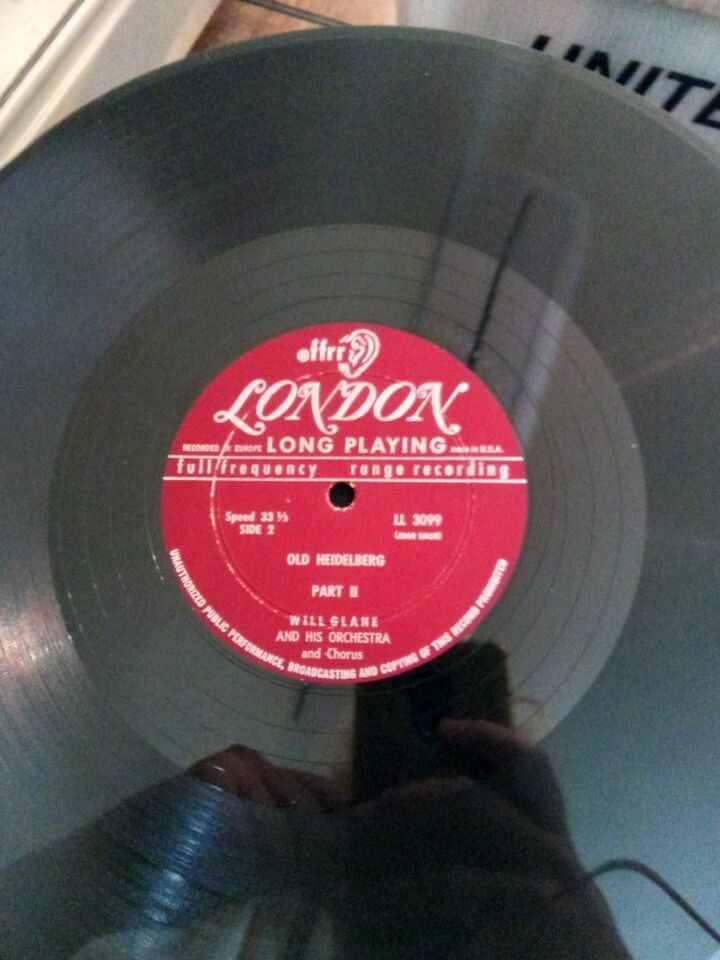 UNITE
ffrr
LONDON
RECORDED IN EUROPE LONG PLAYING made in U.S.A.
full frequency range recording
Speed 33 ⅓ LL 3099
SIDE 2
OLD HEIDELBERG
PART II
WILL GLAHE
AND HIS ORCHESTRA
and Chorus
UNAUTHORIZED PUBLIC PERFORMANCE, BROADCASTING AND COPYING OF THIS RECORD PROHIBITED